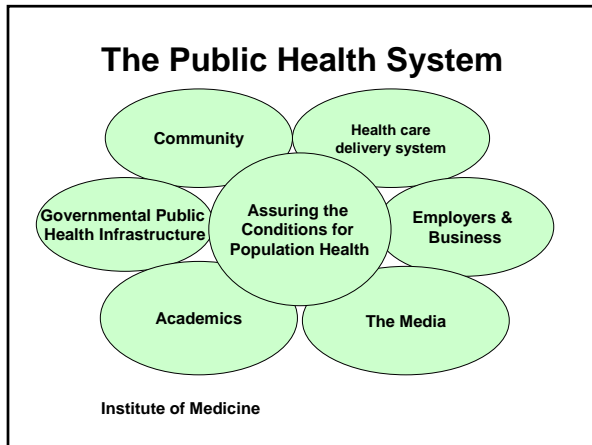 The Public Health System
Community
Health care
delivery system
Governmental Public
Health Infrastructure
Assuring the
Conditions for
Population Health
Employers &
Business
Academics
The Media
Institute of Medicine